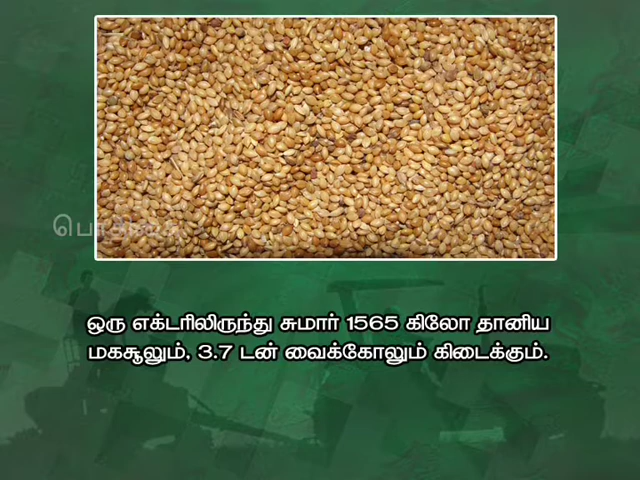 ஒரு எக்டரிலிருந்து சுமார் 1565 கிலோ தானிய
மகசூலும், 3.7 டன் வைக்கோலும் கிடைக்கும்.